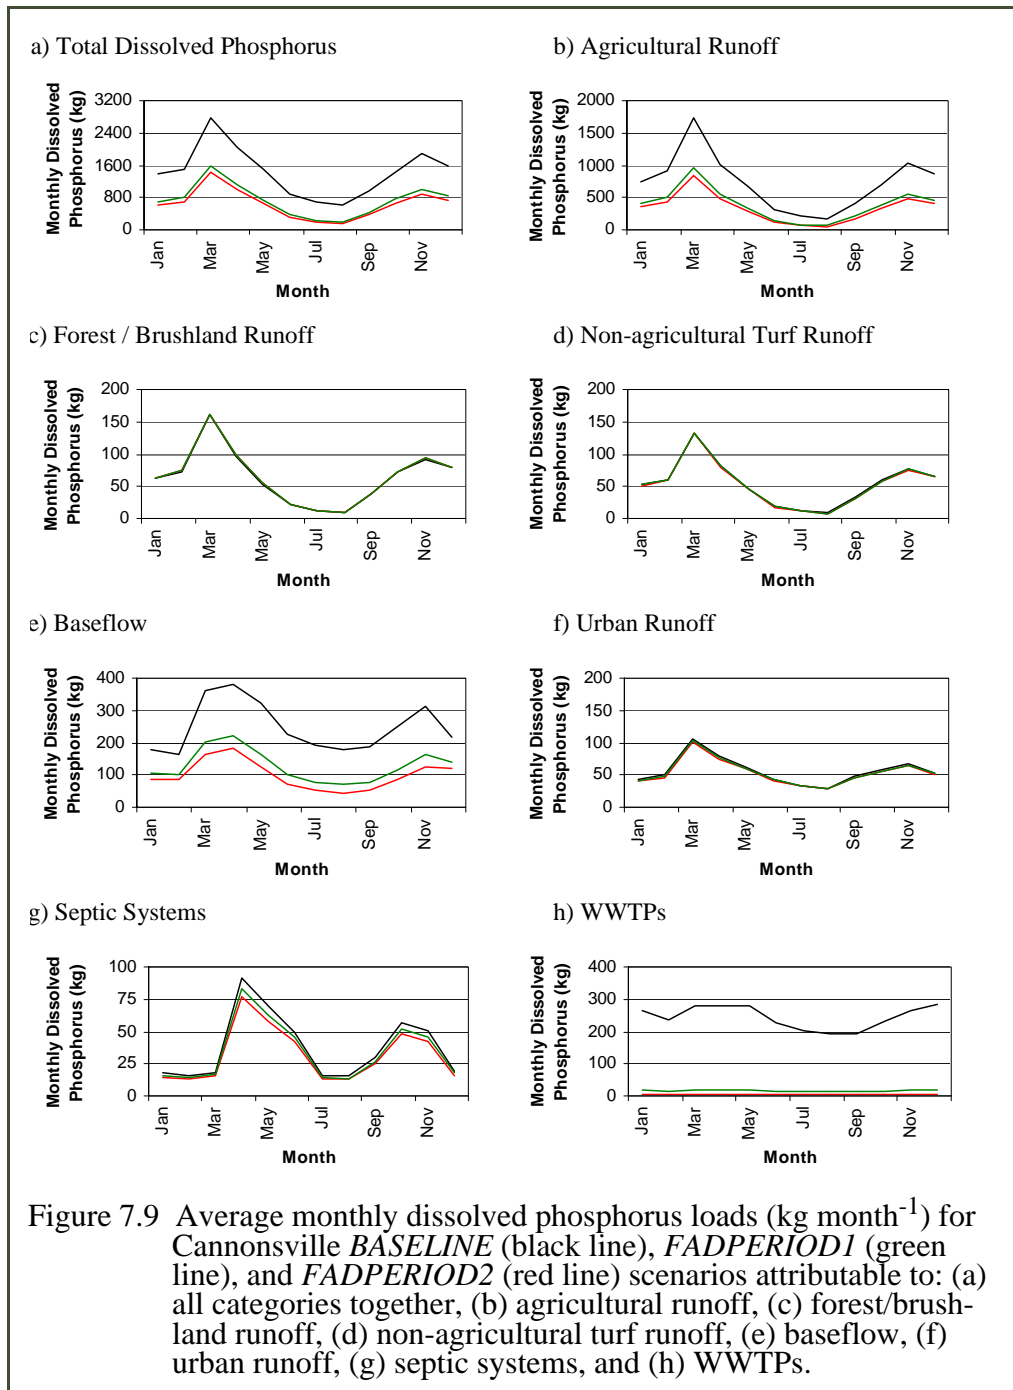 a) Total Dissolved Phosphorus
Monthly Dissolved
Phosphorus (kg)
3200
2400
1600
800
0
Jan
Mar
May
Jul
Sep
Nov
Month
b) Agricultural Runoff
Monthly Dissolved
Phosphorus (kg)
2000
1500
1000
500
0
Jan
Mar
May
Jul
Sep
Nov
Month
c) Forest / Brushland Runoff
Monthly Dissolved
Phosphorus (kg)
200
150
100
50
0
Jan
Mar
May
Jul
Sep
Nov
Month
d) Non-agricultural Turf Runoff
Monthly Dissolved
Phosphorus (kg)
200
150
100
50
0
Jan
Mar
May
Jul
Sep
Nov
Month
e) Baseflow
Monthly Dissolved
Phosphorus (kg)
400
300
200
100
0
Jan
Mar
May
Jul
Sep
Nov
Month
f) Urban Runoff
Monthly Dissolved
Phosphorus (kg)
200
150
100
50
0
Jan
Mar
May
Jul
Sep
Nov
Month
g) Septic Systems
Monthly Dissolved
Phosphorus (kg)
100
75
50
25
0
Jan
Mar
May
Jul
Sep
Nov
Month
h) WWTPs
Monthly Dissolved
Phosphorus (kg)
400
300
200
100
0
Jan
Mar
May
Jul
Sep
Nov
Month
Figure 7.9 Average monthly dissolved phosphorus loads (kg month-1) for
Cannonsville BASELINE (black line), FADPERIOD1 (green
line), and FADPERIOD2 (red line) scenarios attributable to: (a)
all categories together, (b) agricultural runoff, (c) forest/brush-
land runoff, (d) non-agricultural turf runoff, (e) baseflow, (f)
urban runoff, (g) septic systems, and (h) WWTPs.